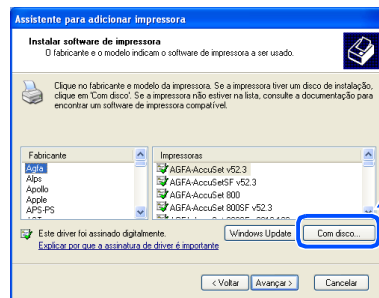 Assistente para adicionar impressora
Instalar software de impressora
O fabricante e o modelo indicam o software de impressora a ser usado.
Clique no fabricante e modelo da impressora. Se a impressora tiver um disco de instalação,
clique em 'Com disco'. Se a impressora não estiver na lista, consulte a documentação para
encontrar um software de impressora compatível.
Fabricante
Agfa
Alps
Apollo
Apple
APS-PS
Impressoras
AGFA-AccuSet v52.3
AGFA-AccuSetSF v52.3
AGFA-AccuSet 800
AGFA-AccuSet 800SF v52.3
Este driver foi assinado digitalmente.
Explicar por que a assinatura de driver é importante
Windows Update
Com disco...
< Voltar
Avançar >
Cancelar